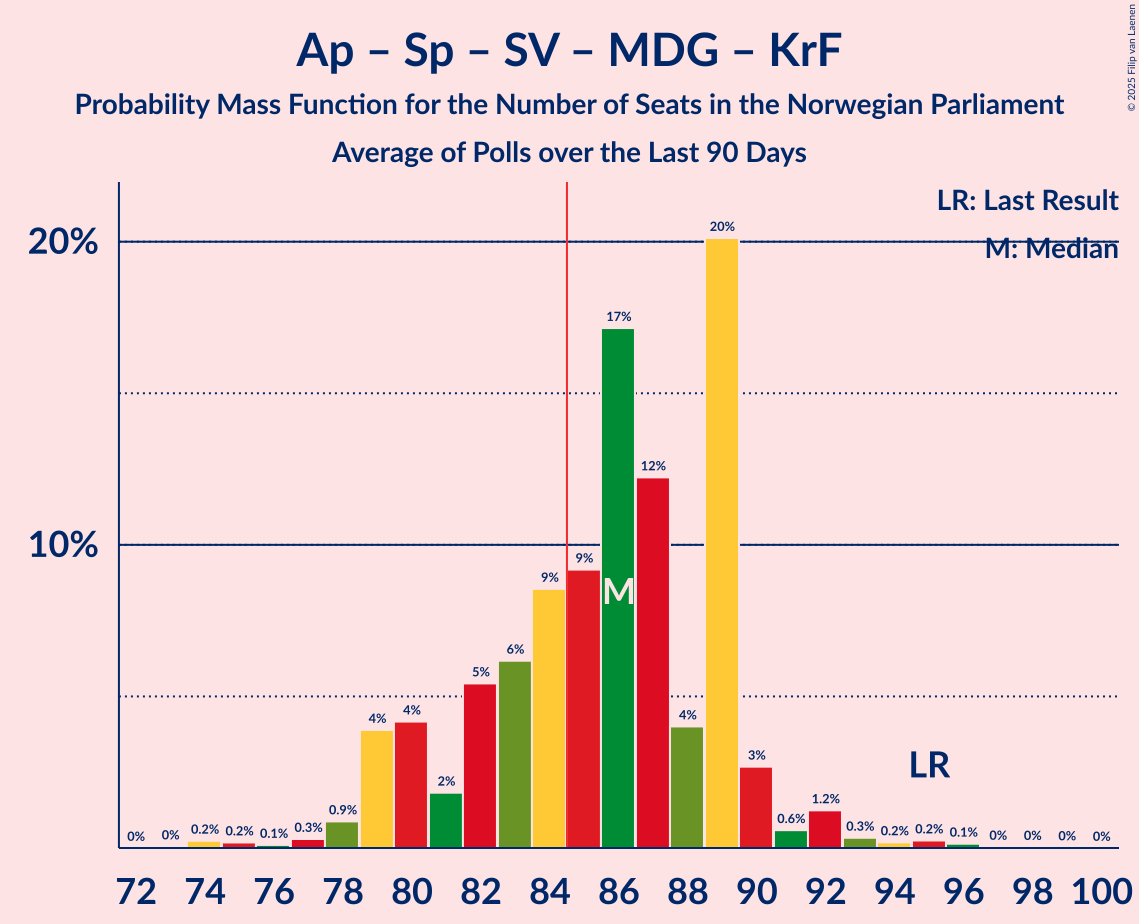 Ap – Sp – SV – MDG – KrF
Probability Mass Function for the Number of Seats in the Norwegian Parliament
Average of Polls over the Last 90 Days
© 2025 Filip van Laenen
LR: Last Result
M: Median
20%
10%
0% 0% 0.2% 0.2% 0.1% 0.3% 0.9% 4% 4% 2% 5% 6% 9% 9% 17% 12% 4% 20% 3% 0.6% 1.2% 0.3% 0.2% 0.2% 0.1% 0% 0% 0% 0%
M
LR
72 74 76 78 80 82 84 86 88 90 92 94 96 98 100